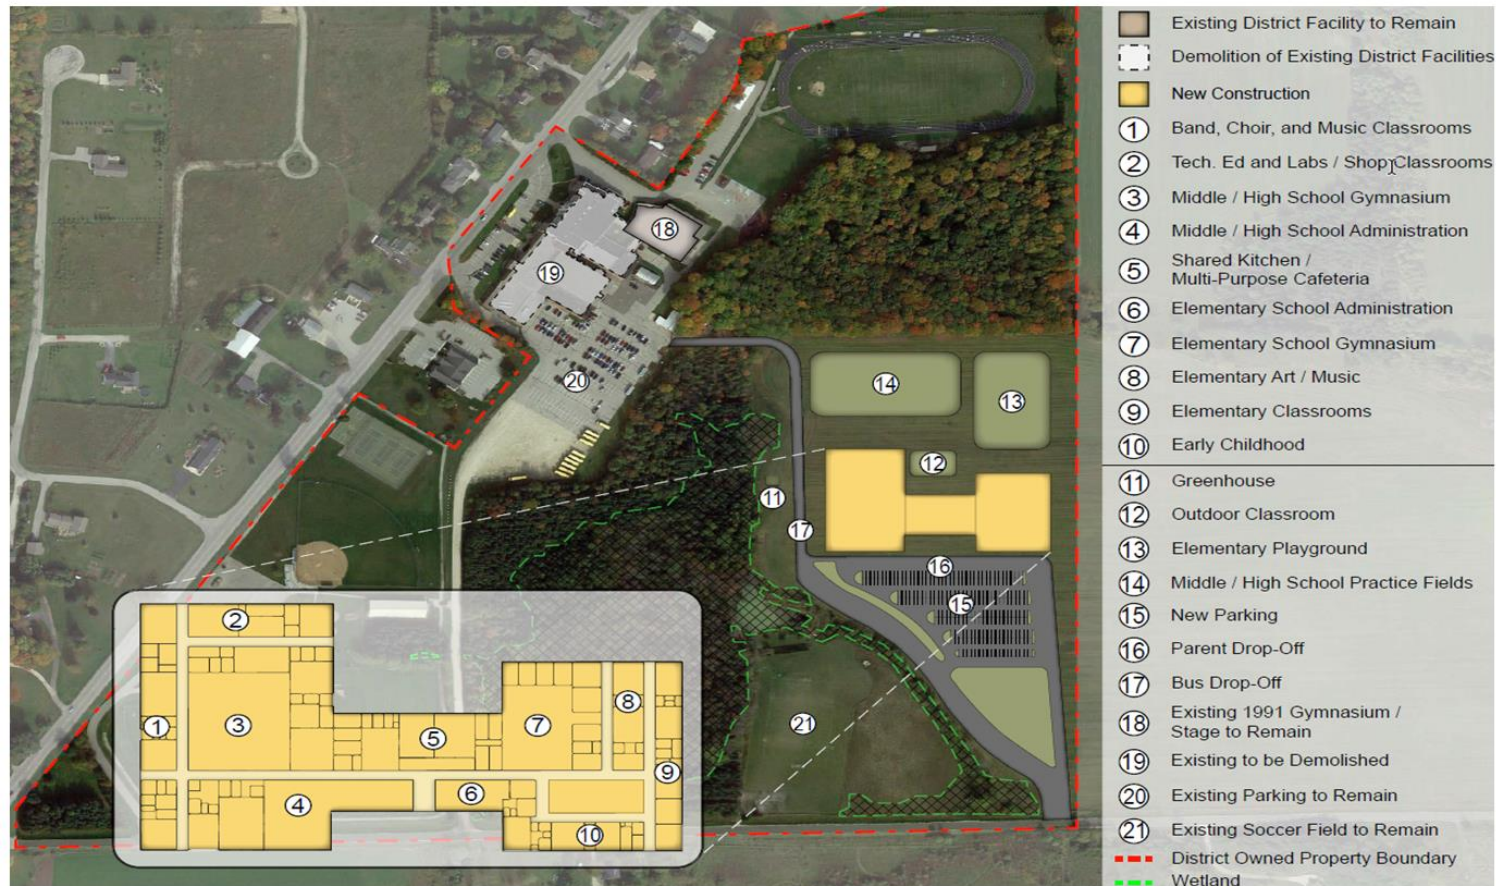 Existing District Facility to Remain
Demolition of Existing District Facilities
New Construction
1 Band, Choir, and Music Classrooms
2 Tech. Ed and Labs / Shop Classrooms
3 Middle / High School Gymnasium
4 Middle / High School Administration
5 Shared Kitchen /
Multi-Purpose Cafeteria
6 Elementary School Administration
7 Elementary School Gymnasium
8 Elementary Art / Music
9 Elementary Classrooms
10 Early Childhood
11 Greenhouse
12 Outdoor Classroom
13 Elementary Playground
14 Middle / High School Practice Fields
15 New Parking
16 Parent Drop-Off
17 Bus Drop-Off
18 Existing 1991 Gymnasium /
Stage to Remain
19 Existing to be Demolished
20 Existing Parking to Remain
21 Existing Soccer Field to Remain
District Owned Property Boundary
Wetland
18
19
20
14
13
12
11
17
16
15
21
2
1
3
5
7
8
9
4
6
10